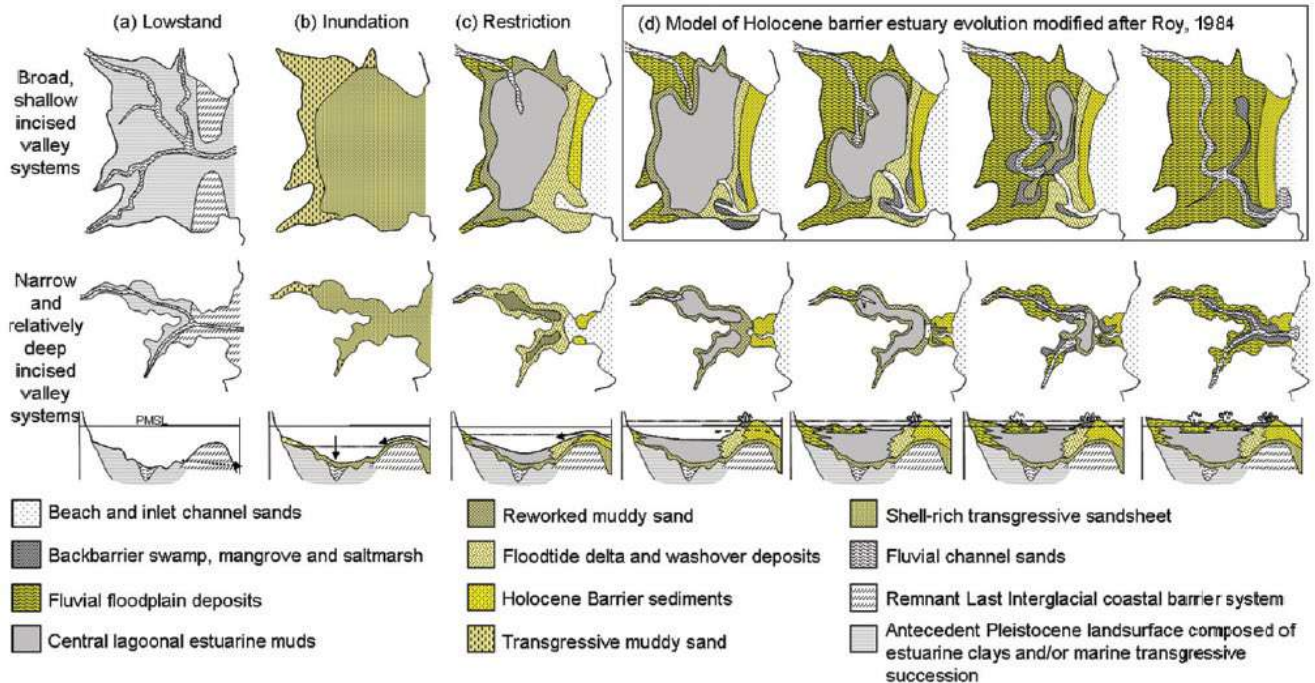 (a) Lowstand
(b) Inundation
(c) Restriction
(d) Model of Holocene barrier estuary evolution modified after Roy, 1984
Broad,
shallow
incised
valley
systems
Narrow
and
relatively
deep
incised
valley
systems
PMSL
Beach and inlet channel sands
Backbarrier swamp, mangrove and saltmarsh
Fluvial floodplain deposits
Central lagoonal estuarine muds
Reworked muddy sand
Floodtide delta and washover deposits
Holocene Barrier sediments
Transgressive muddy sand
Shell-rich transgressive sandsheet
Fluvial channel sands
Remnant Last Interglacial coastal barrier system
Antecedent Pleistocene landsurface composed of
estuarine clays and/or marine transgressive
succession